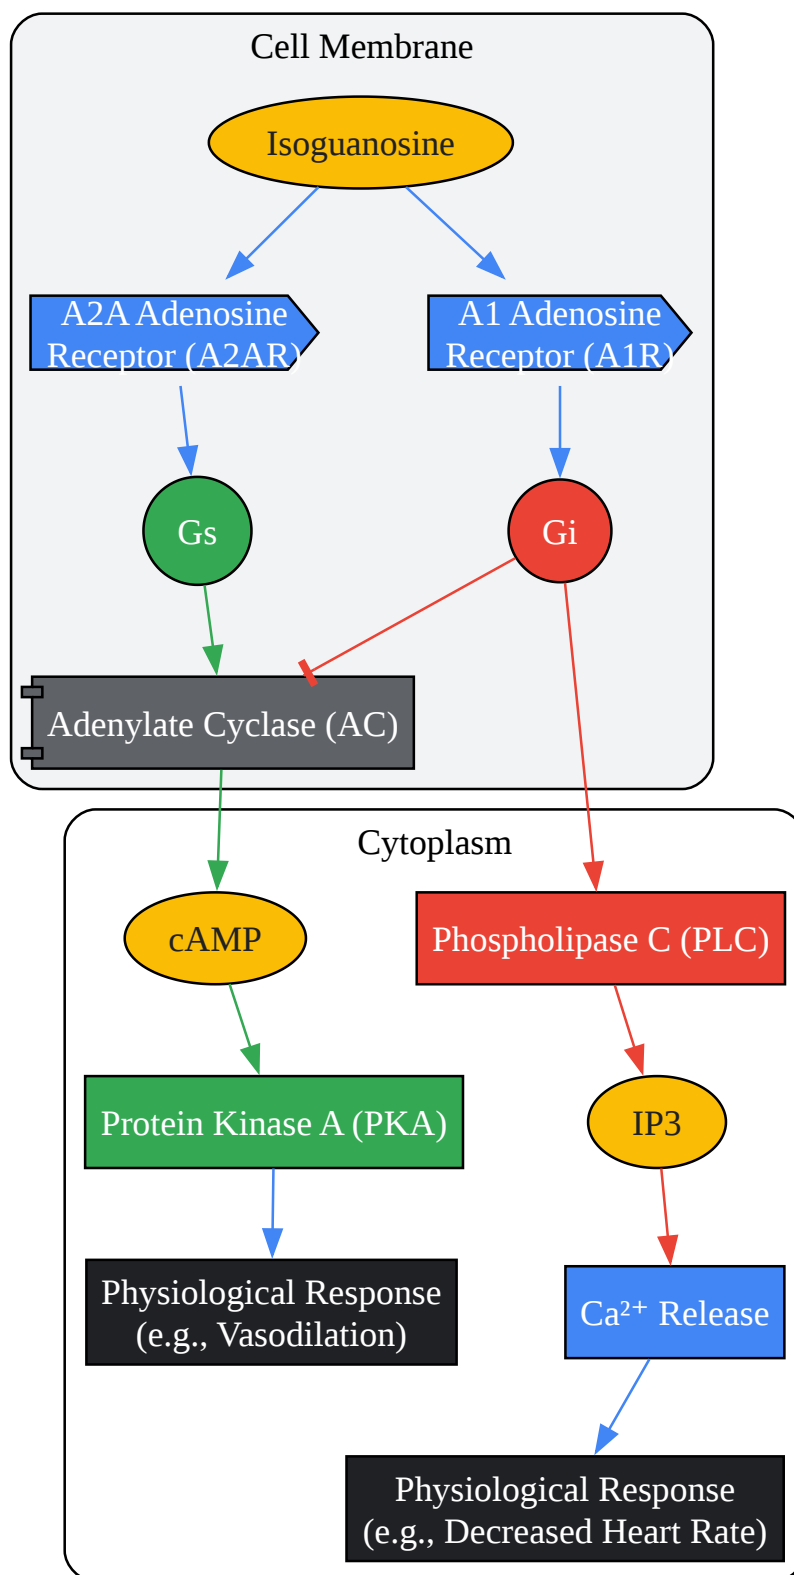 Cell Membrane
Isoguanosine
A2A Adenosine
Receptor (A2AR)
A1 Adenosine
Receptor (A1R)
Gs
Gi
Adenylate Cyclase (AC)
Cytoplasm
cAMP
Phospholipase C (PLC)
Protein Kinase A (PKA)
IP3
Physiological Response
(e.g., Vasodilation)
Ca²⁺ Release
Physiological Response
(e.g., Decreased Heart Rate)